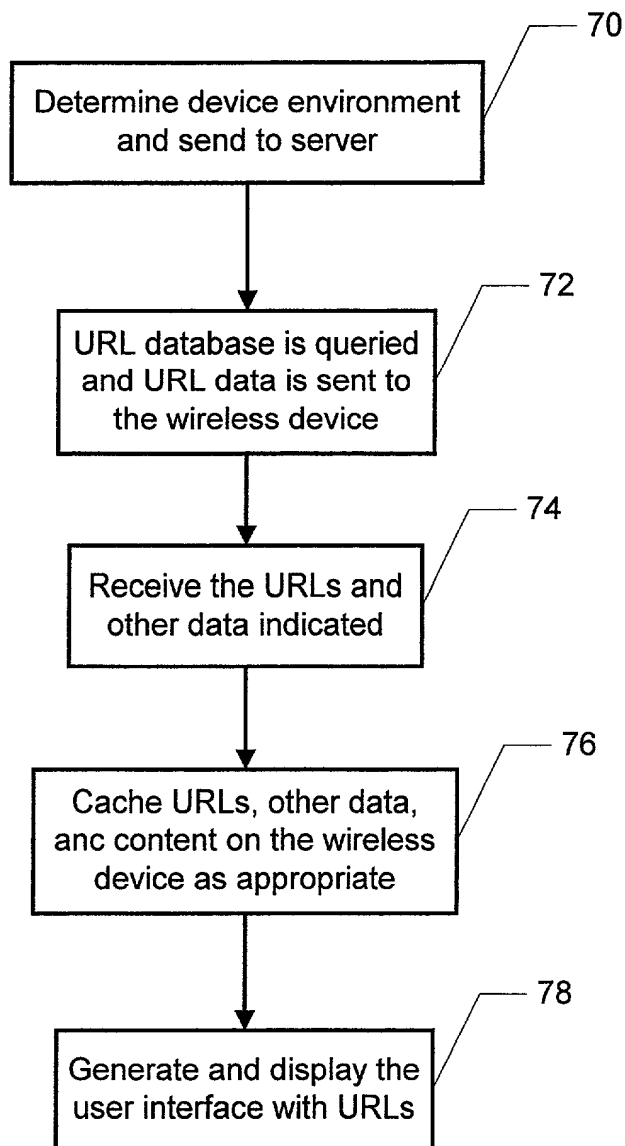 70
Determine device environment
and send to server
72
URL database is queried
and URL data is sent to
the wireless device
74
Receive the URLs and
other data indicated
76
Cache URLs, other data,
anc content on the wireless
device as appropriate
78
Generate and display the
user interface with URLs